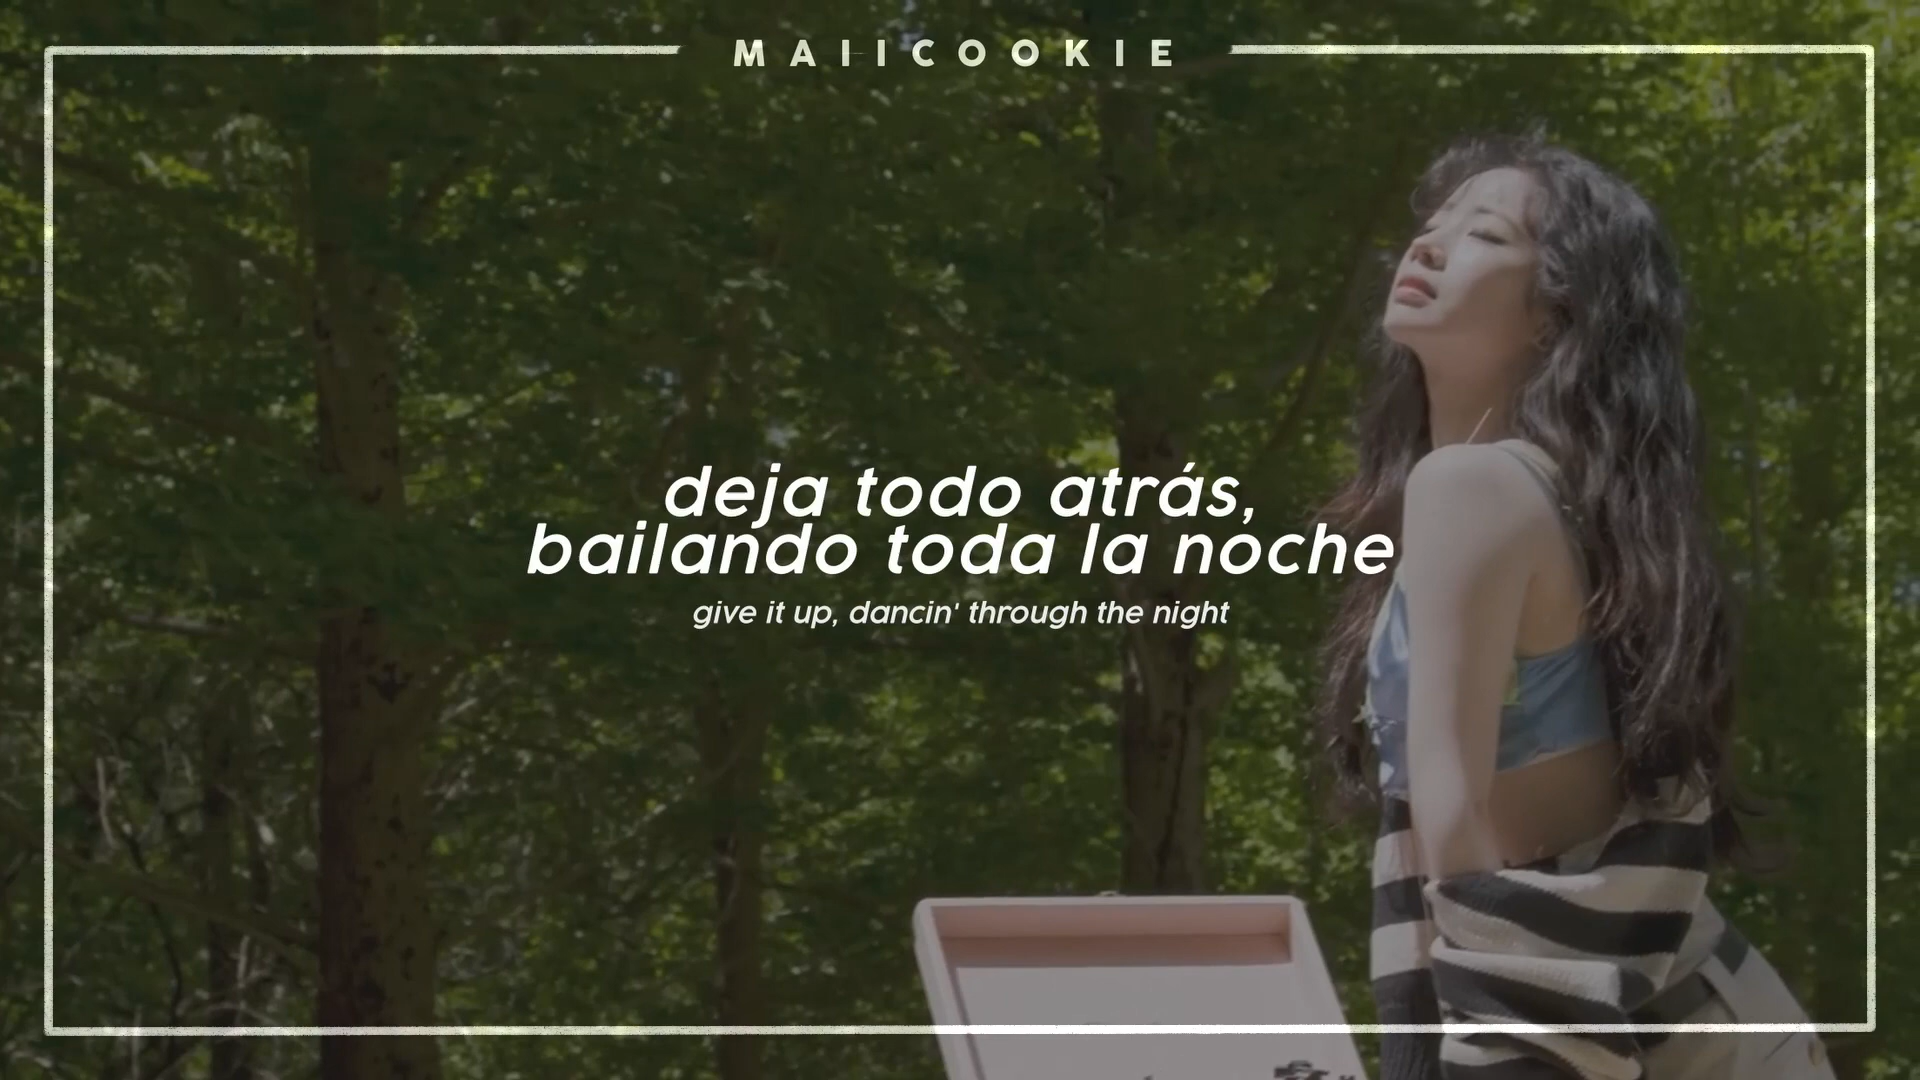 MAIICOOKIE
deja todo atrás,
bailando toda la noche
give it up, dancin' through the night